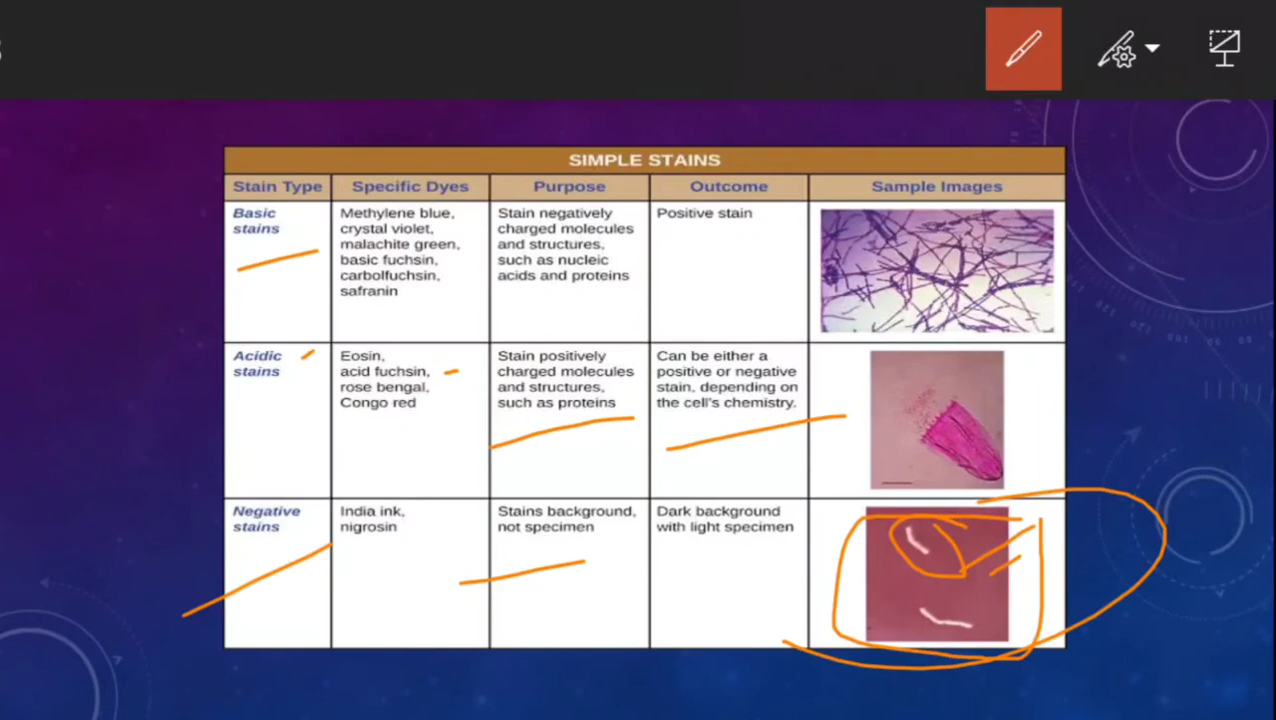 SIMPLE STAINS
Stain Type
Specific Dyes
Purpose
Outcome
Sample Images
Basic
stains
Methylene blue,
crystal violet,
malachite green,
basic fuchsin,
carbolfuchsin,
safranin
Stain negatively
charged molecules
and structures,
such as nucleic
acids and proteins
Positive stain
Acidic
stains
Eosin,
acid fuchsin,
rose bengal,
Congo red
Stain positively
charged molecules
and structures,
such as proteins
Can be either a
positive or negative
stain, depending on
the cell's chemistry.
Negative
stains
India ink,
nigrosin
Stains background,
not specimen
Dark background
with light specimen